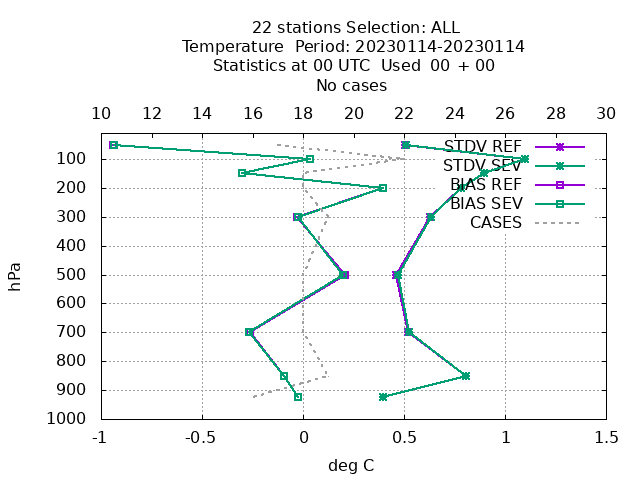 22 stations Selection: ALL
Temperature  Period: 20230114-20230114
Statistics at 00 UTC  Used  00 + 00
No cases
10 12 14 16 18 20 22 24 26 28 30
STDV REF
100
STDV SEV
200
BIAS REF
BIAS SEV
300
CASES
400
hPa
500
600
700
800
900
1000
-1 -0.5 0 0.5 1 1.5
deg C